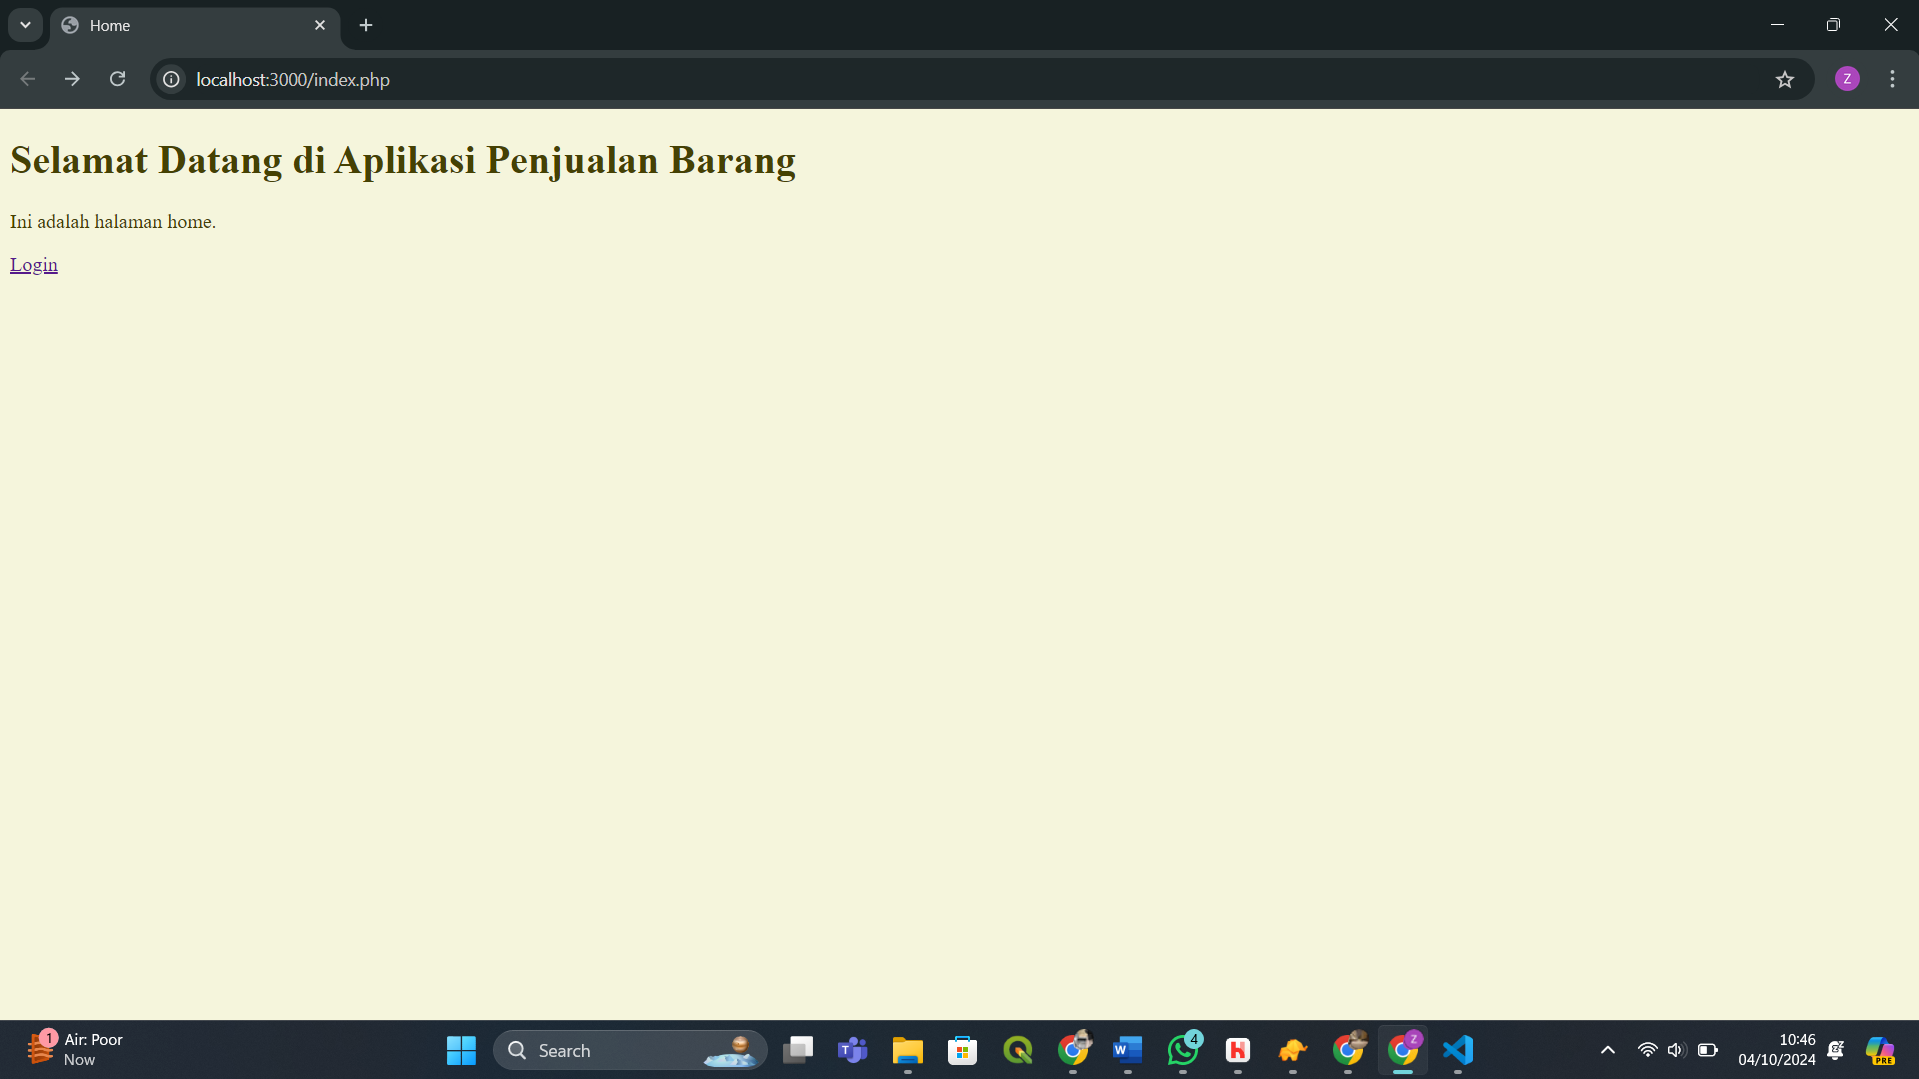 Home
localhost:3000/index.php
Z
Selamat Datang di Aplikasi Penjualan Barang
Ini adalah halaman home.
Login
1
Air: Poor
Now
Search
T
W
4
H
Z
10:46
04/10/2024
PRE